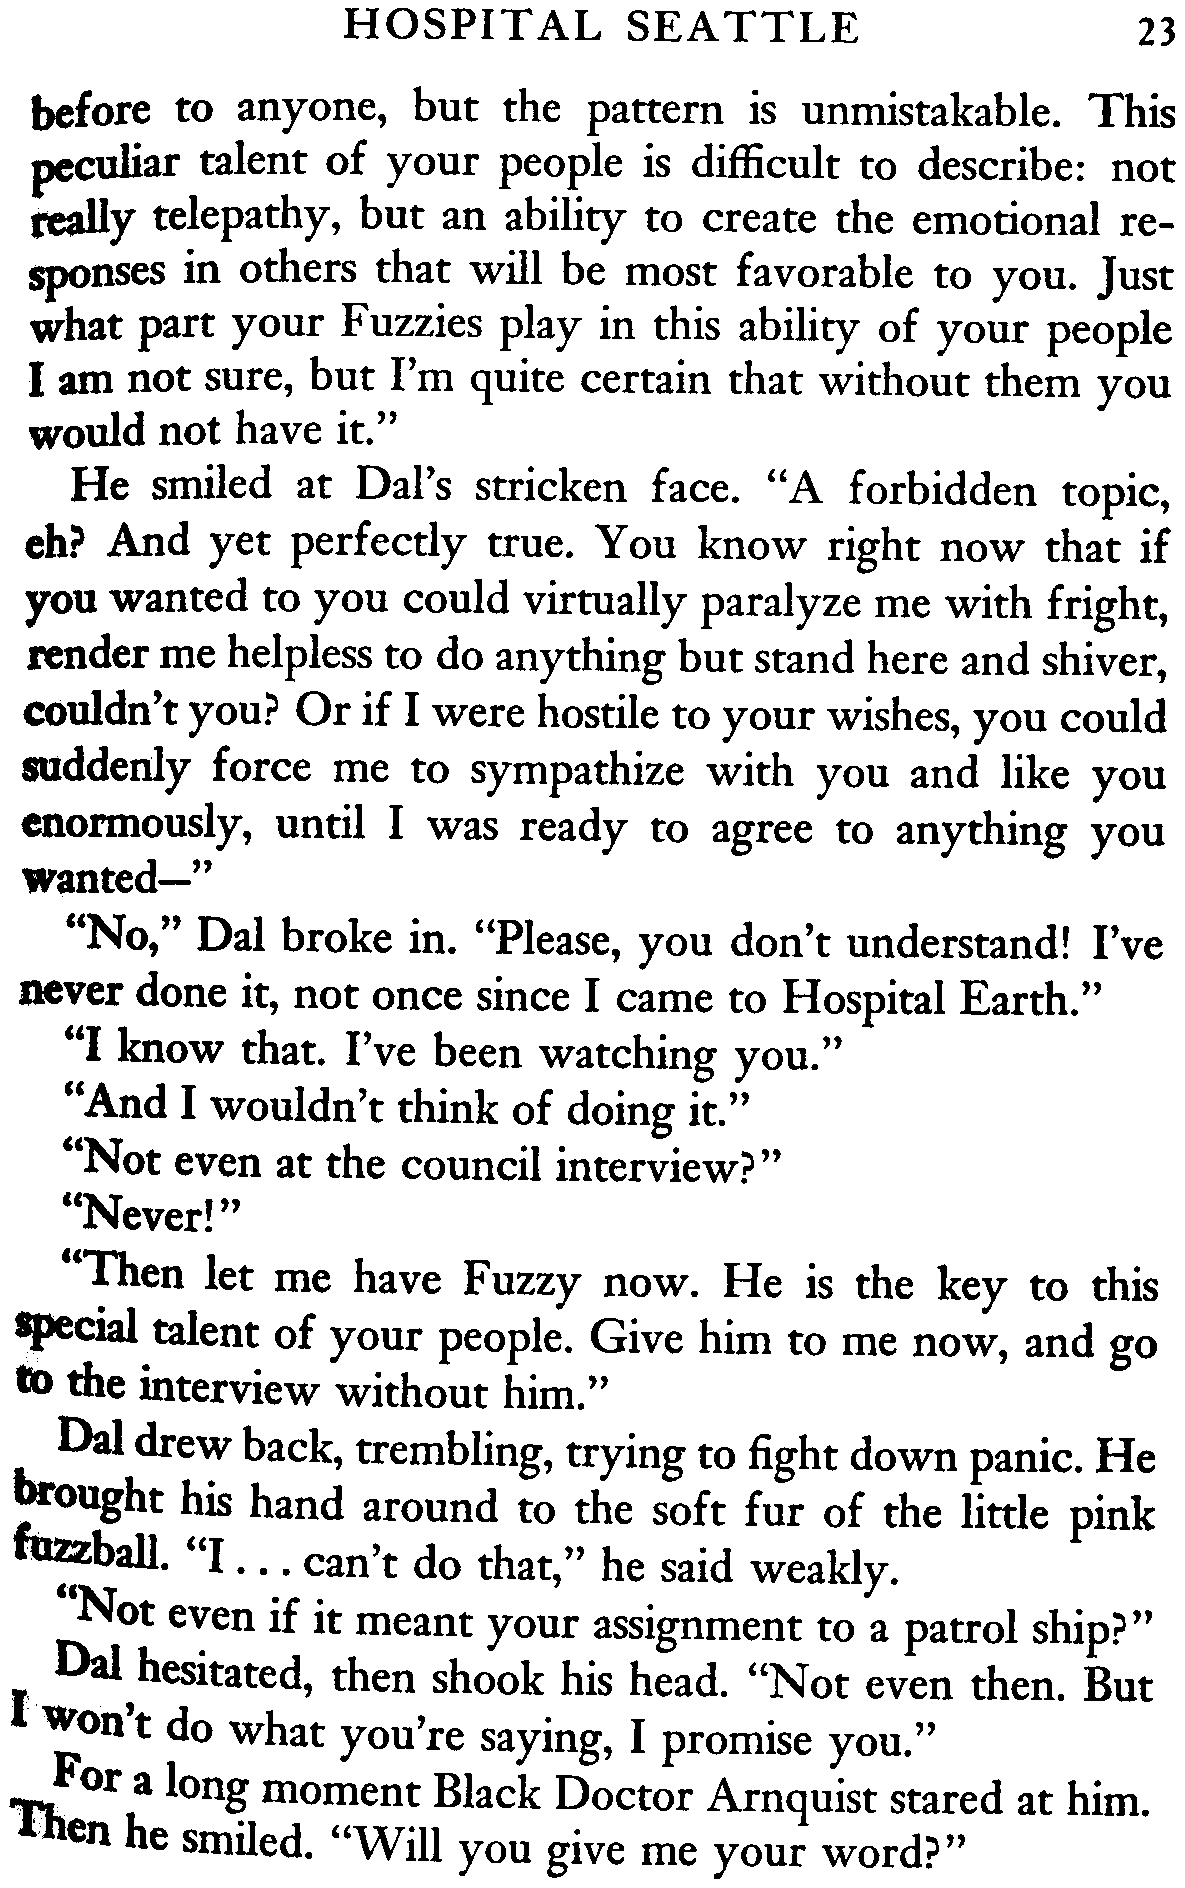 HOSPITAL SEATTLE 23
before to anyone, but the pattern is unmistakable. This
peculiar talent of your people is difficult to describe: not
really telepathy, but an ability to create the emotional re-
sponses in others that will be most favorable to you. Just
what part your Fuzzies play in this ability of your people
I am not sure, but I'm quite certain that without them you
would not have it."
He smiled at Dal's stricken face. "A forbidden topic,
eh? And yet perfectly true. You know right now that if
you wanted to you could virtually paralyze me with fright,
render me helpless to do anything but stand here and shiver,
couldn't you? Or if I were hostile to your wishes, you could
suddenly force me to sympathize with you and like you
enormously, until I was ready to agree to anything you
wanted—"
"No," Dal broke in. "Please, you don't understand! I've
never done it, not once since I came to Hospital Earth."
"I know that. I've been watching you."
"And I wouldn't think of doing it."
"Not even at the council interview?"
"Never!"
"Then let me have Fuzzy now. He is the key to this
special talent of your people. Give him to me now, and go
to the interview without him."
Dal drew back, trembling, trying to fight down panic. He
brought his hand around to the soft fur of the little pink
fuzzball. "I . . . can't do that," he said weakly.
"Not even if it meant your assignment to a patrol ship?"
Dal hesitated, then shook his head. "Not even then. But
I won't do what you're saying, I promise you."
For a long moment Black Doctor Arnquist stared at him.
Then he smiled. "Will you give me your word?"